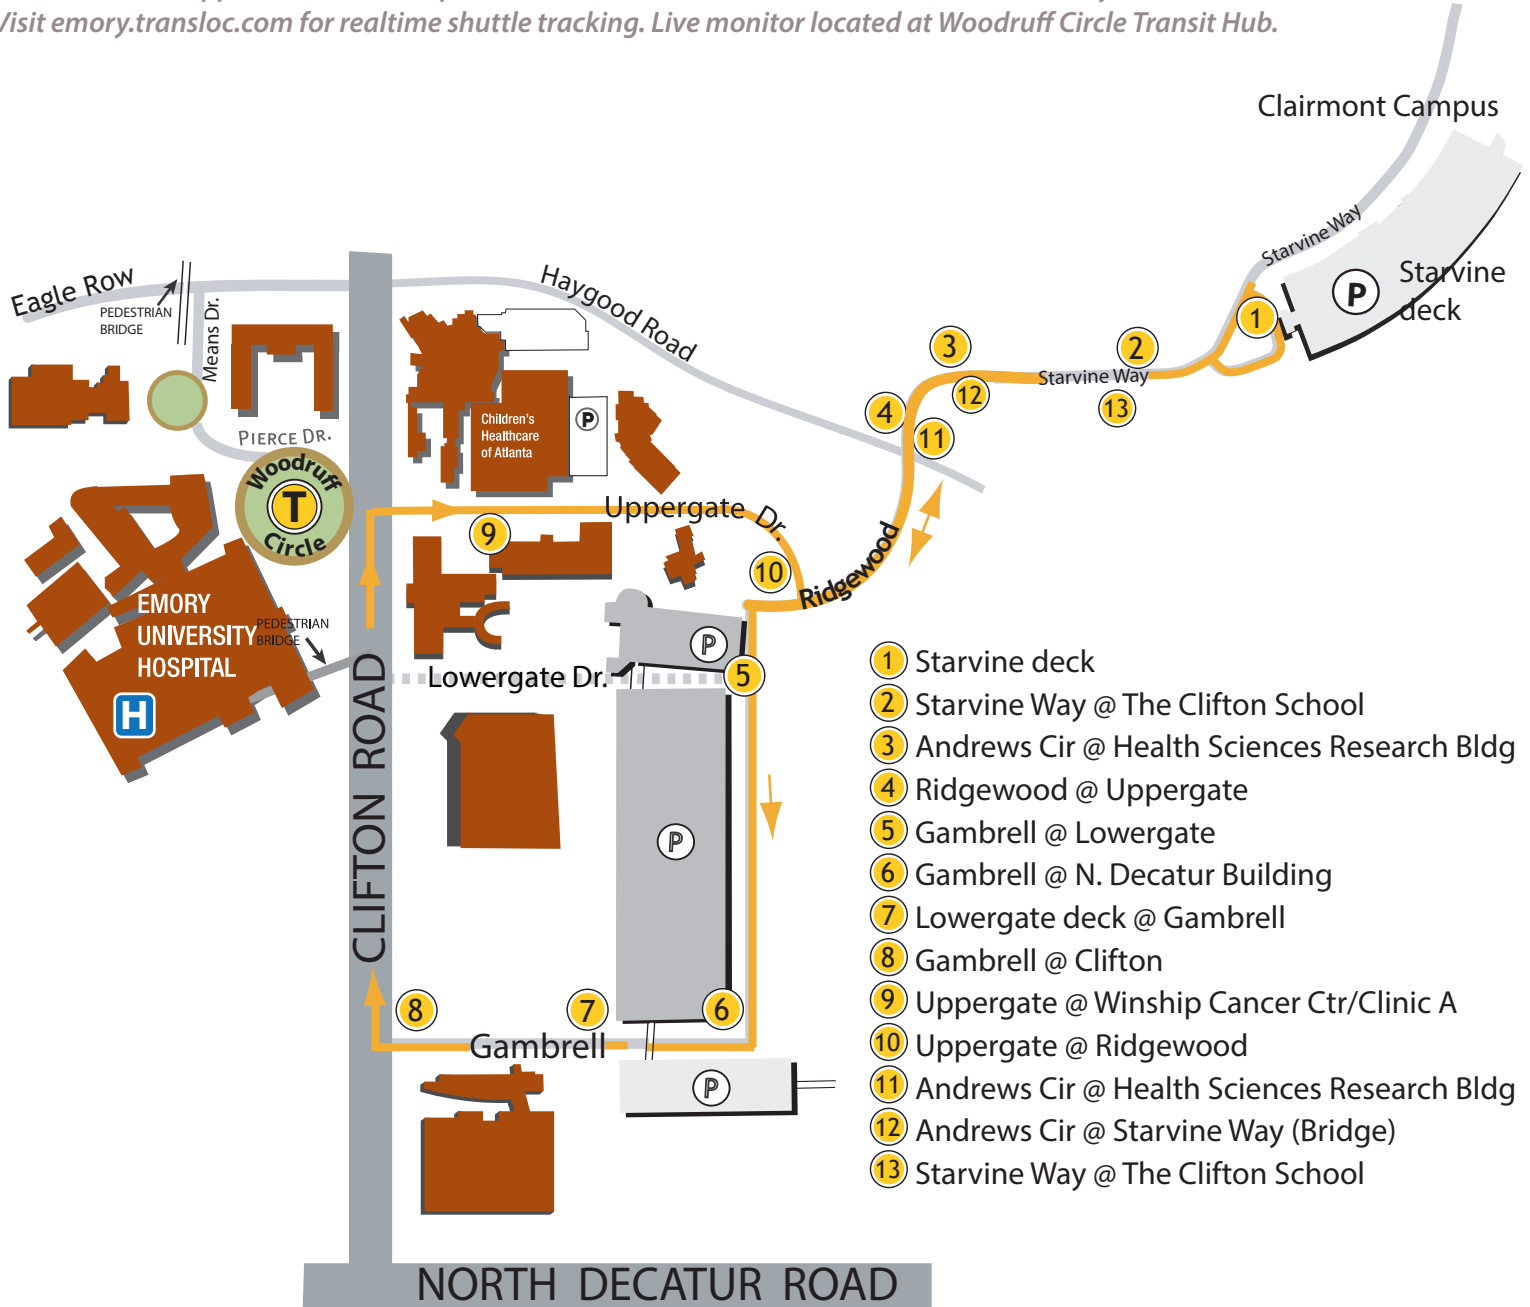 Visit emory.transloc.com for realtime shuttle tracking. Live monitor located at Woodruff Circle Transit Hub.
Clairmont Campus
Starvine Way
Starvine
deck
P
1
Eagle Row
PEDESTRIAN
BRIDGE
Means Dr.
Haygood Road
3
2
Starvine Way
12
13
4
11
Children's
Healthcare
of Atlanta
P
PIERCE DR.
Woodruff
T
Circle
Uppergate Dr.
9
10
Ridgewood
EMORY
UNIVERSITY
HOSPITAL
H
PEDESTRIAN
BRIDGE
Lowergate Dr.
P
5
CLIFTON ROAD
P
8
7
6
Gambrell
P
1 Starvine deck
2 Starvine Way @ The Clifton School
3 Andrews Cir @ Health Sciences Research Bldg
4 Ridgewood @ Uppergate
5 Gambrell @ Lowergate
6 Gambrell @ N. Decatur Building
7 Lowergate deck @ Gambrell
8 Gambrell @ Clifton
9 Uppergate @ Winship Cancer Ctr/Clinic A
10 Uppergate @ Ridgewood
11 Andrews Cir @ Health Sciences Research Bldg
12 Andrews Cir @ Starvine Way (Bridge)
13 Starvine Way @ The Clifton School
NORTH DECATUR ROAD